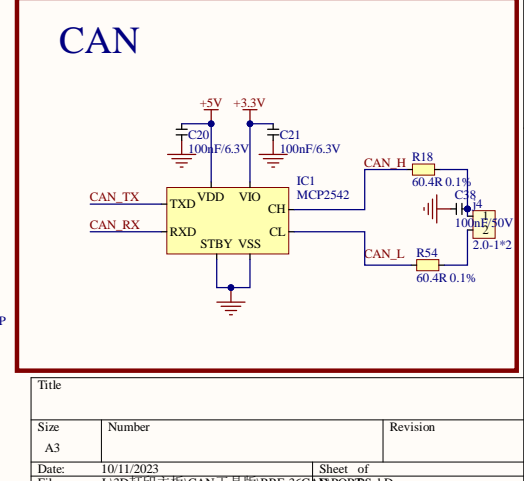 CAN
+5V +3.3V
C20
100nF/6.3V
C21
100nF/6.3V
CAN_H
R18
60.4R 0.1%
IC1
MCP2542
CAN_TX
TXD
VDD
VIO
CH
C38
J4
100nF/50V
1
2
2.0-1*2
CAN_RX
RXD
CL
STBY VSS
CAN_L
R54
60.4R 0.1%
P
Title
Size
Number
Revision
A3
Date:
10/11/2023
Sheet of